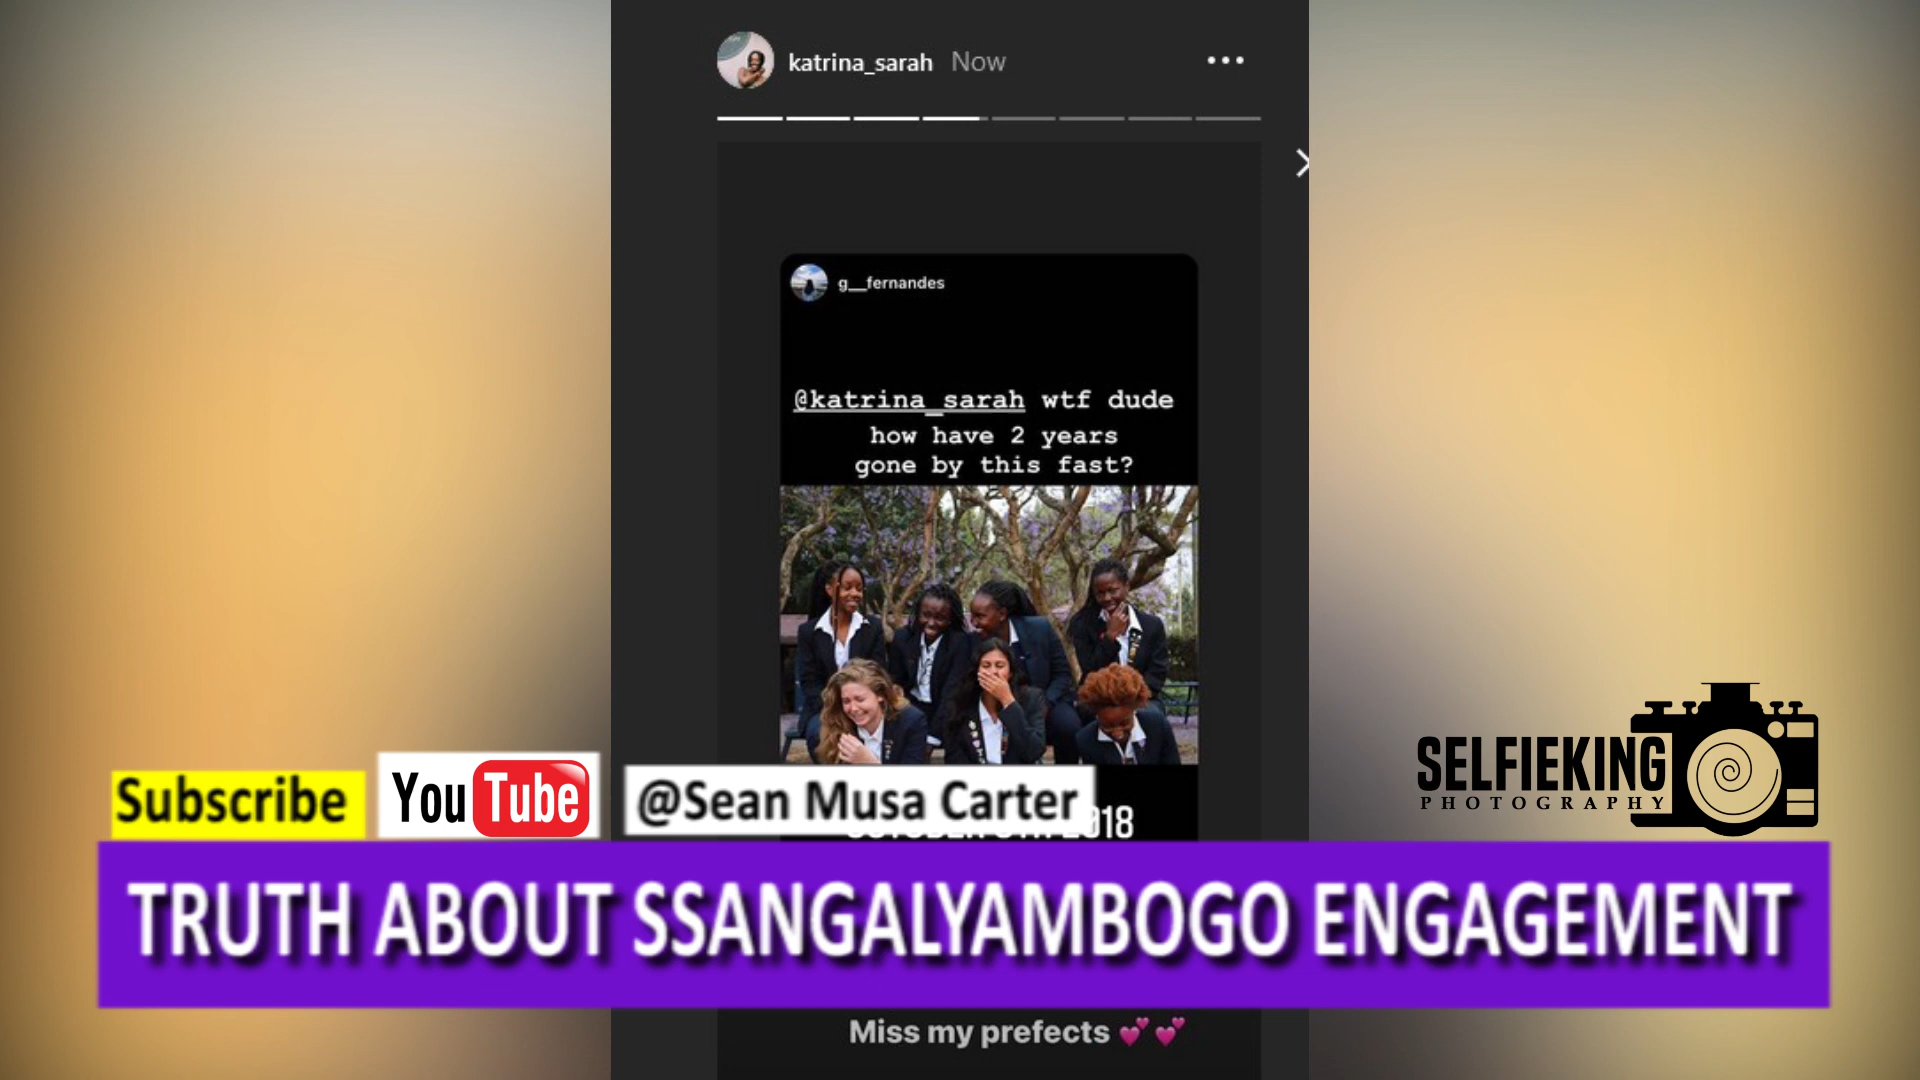 katrina_sarah Now
g__fernandes
@katrina_sarah wtf dude
how have 2 years
gone by this fast?
Subscribe
YouTube
@Sean Musa Carter
SELFIEKING
PHOTOGRAPHY
TRUTH ABOUT SSANGALYAMBOGO ENGAGEMENT
Miss my prefects 💕 💕